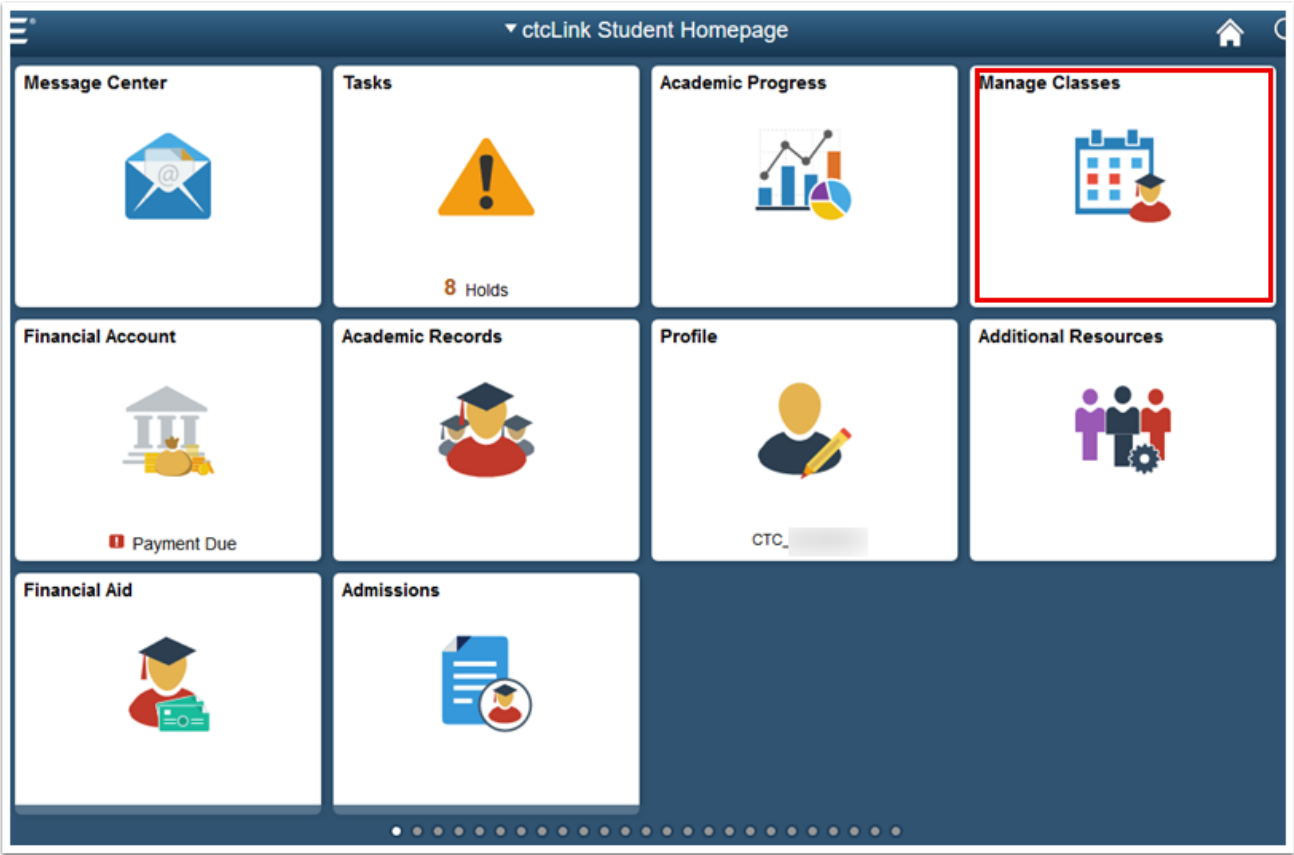 ctcLink Student Homepage
Message Center
Tasks
Academic Progress
Manage Classes
@
8 Holds
Financial Account
Academic Records
Profile
Additional Resources
! Payment Due
CTC_
Financial Aid
Admissions